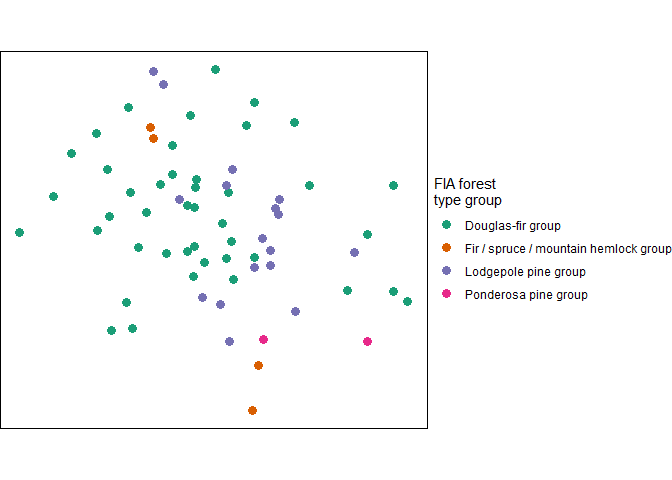 FIA forest
type group
Douglas-fir group
Fir / spruce / mountain hemlock group
Lodgepole pine group
Ponderosa pine group